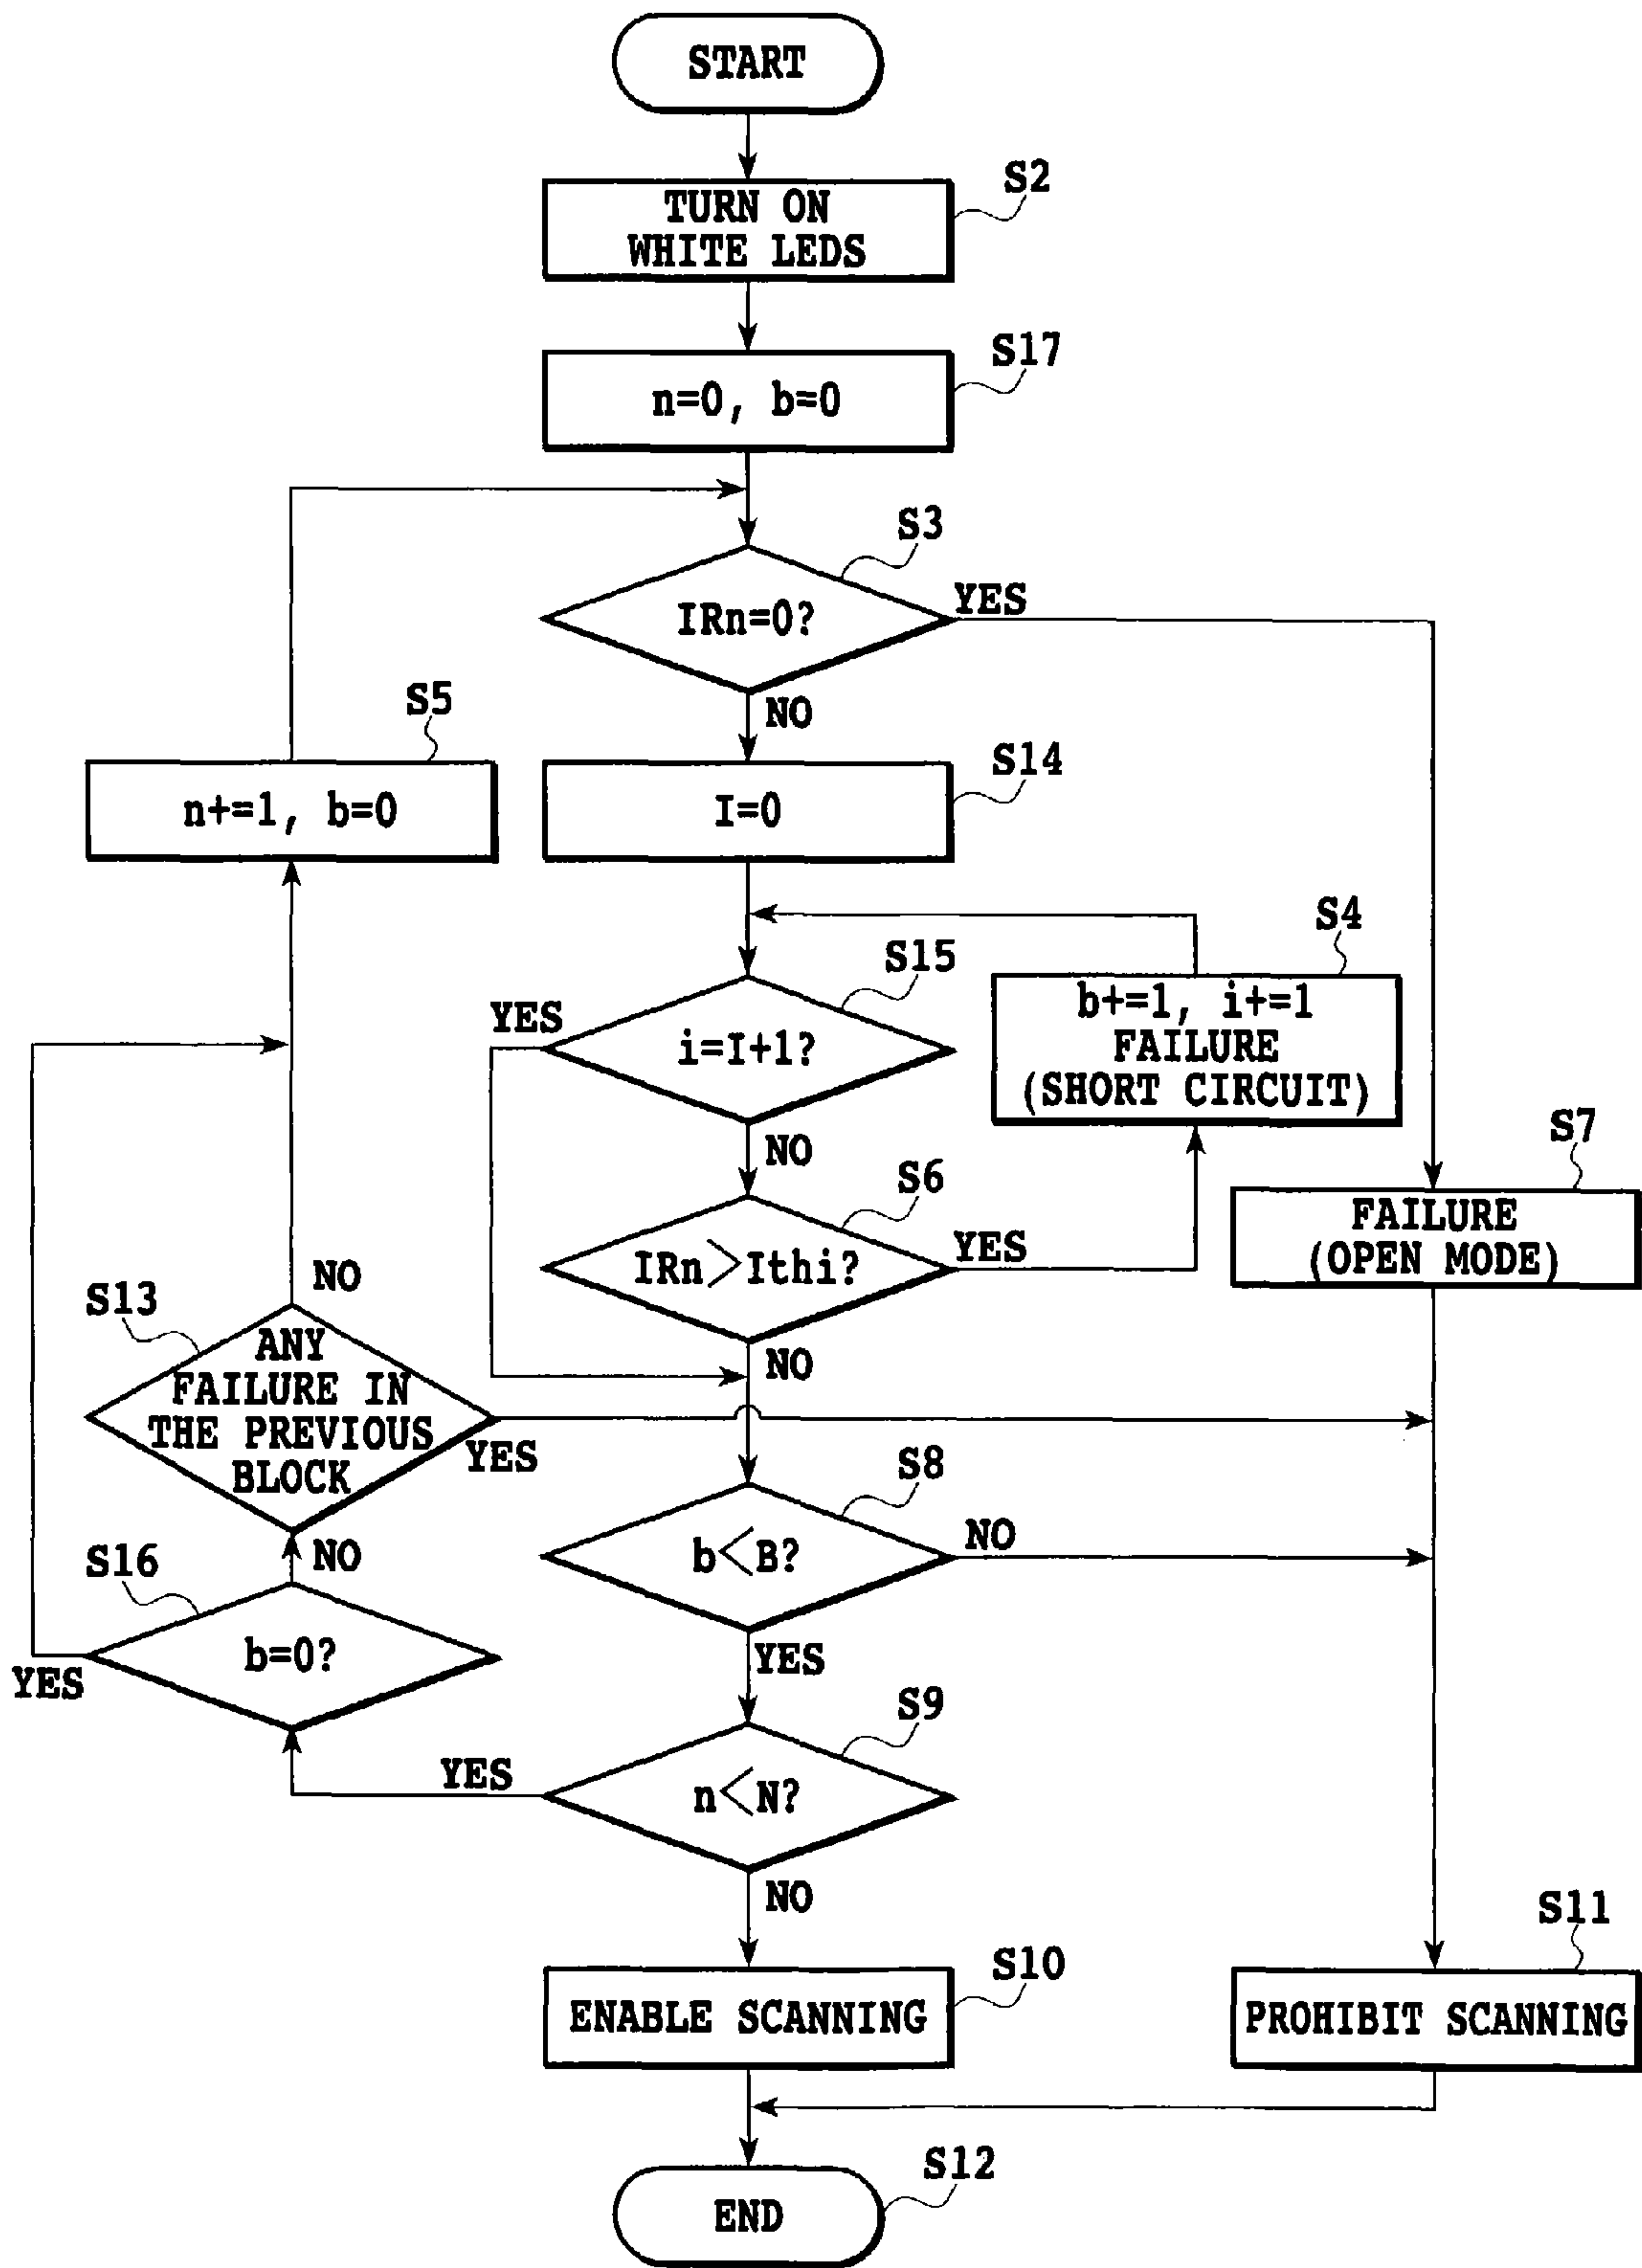 START
S2
TURN ON
WHITE LEDS
S17
n=0, b=0
S3
IRn=0?
YES
NO
S5
n+=1, b=0
S14
I=0
S4
b+=1, i+=1
FAILURE
(SHORT CIRCUIT)
S15
YES
i=I+1?
NO
S7
FAILURE
(OPEN MODE)
S6
IRn>Ithi?
YES
NO
S13
NO
ANY
FAILURE IN
THE PREVIOUS
BLOCK
YES
S8
b<B?
NO
YES
S16
NO
b=0?
YES
S9
YES
n<N?
NO
S10
ENABLE SCANNING
S11
PROHIBIT SCANNING
S12
END